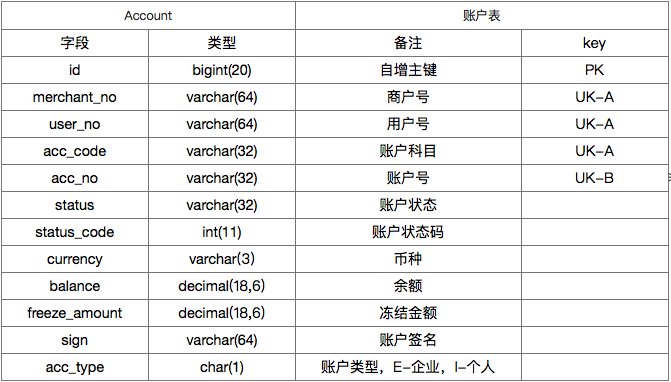 Account 账户表
字段 类型 备注 key
id bigint(20) 自增主键 PK
merchant_no varchar(64) 商户号 UK-A
user_no varchar(64) 用户号 UK-A
acc_code varchar(32) 账户科目 UK-A
acc_no varchar(32) 账户号 UK-B
status varchar(32) 账户状态
status_code int(11) 账户状态码
currency varchar(3) 币种
balance decimal(18,6) 余额
freeze_amount decimal(18,6) 冻结金额
sign varchar(64) 账户签名
acc_type char(1) 账户类型，E-企业，I-个人